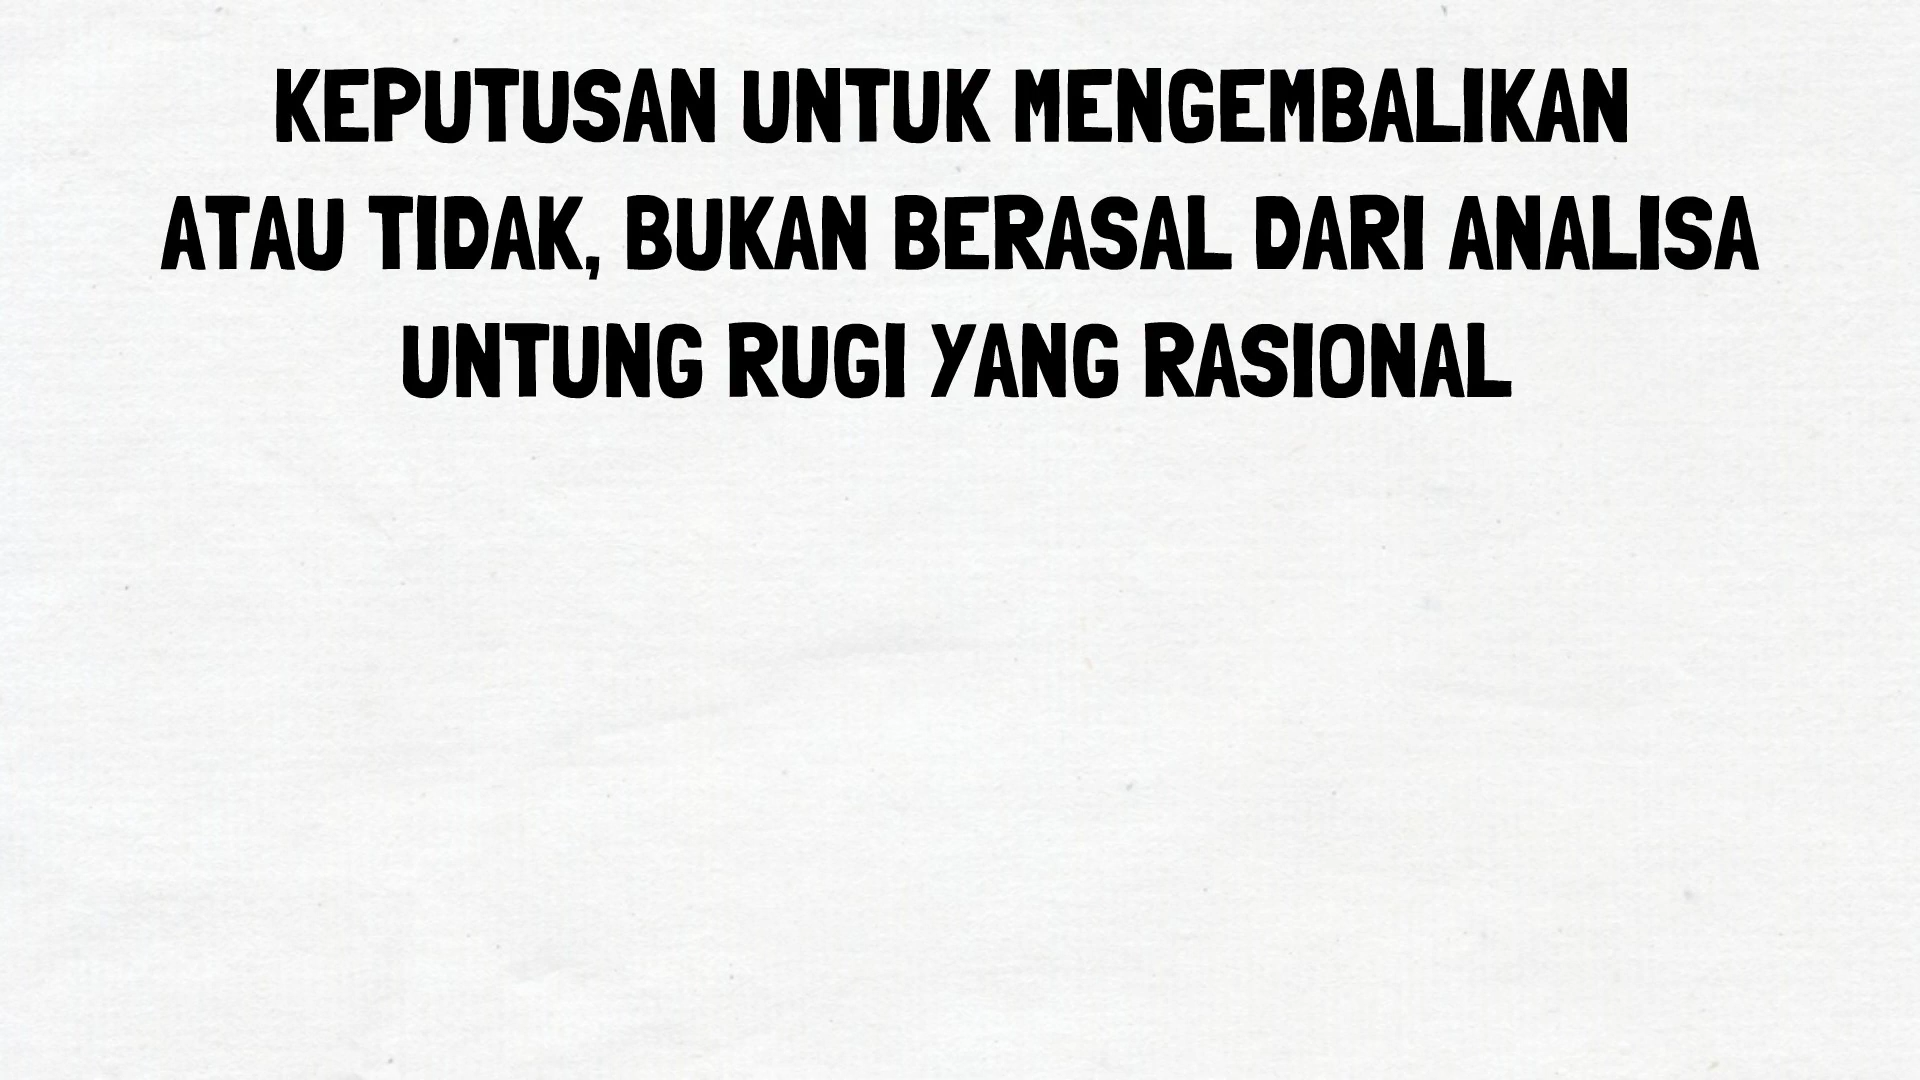 KEPUTUSAN UNTUK MENGEMBALIKAN
ATAU TIDAK, BUKAN BERASAL DARI ANALISA
UNTUNG RUGI YANG RASIONAL